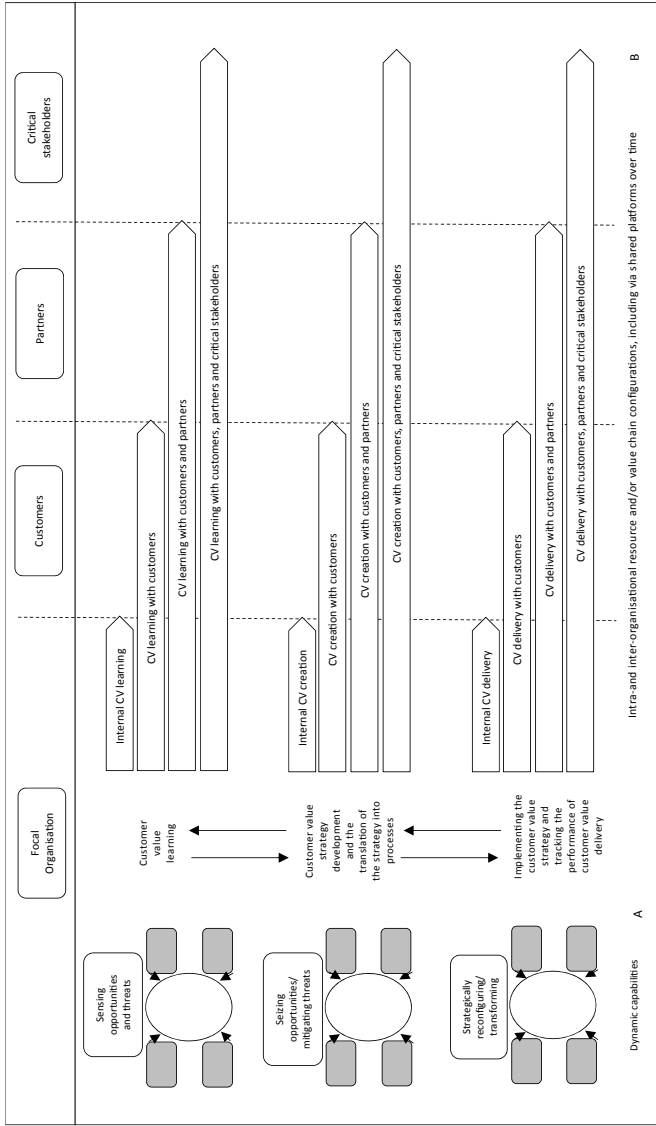 Focal
Organisation
Customers
Partners
Critical
stakeholders
Sensing
opportunities
and threats
Customer
value
learning
Internal CV learning
CV learning with customers
CV learning with customers and partners
CV learning with customers, partners and critical stakeholders
Seizing
opportunities/
mitigating threats
Customer value
strategy
development
and the
translation of
the strategy into
processes
Internal CV creation
CV creation with customers
CV creation with customers and partners
CV creation with customers, partners and critical stakeholders
Strategically
reconfiguring/
transforming
Implementing the
customer value
strategy and
tracking the
performance of
customer value
delivery
Internal CV delivery
CV delivery with customers
CV delivery with customers and partners
CV delivery with customers, partners and critical stakeholders
Dynamic capabilities
A
Intra-and inter-organisational resource and/or value chain configurations, including via shared platforms over time
B